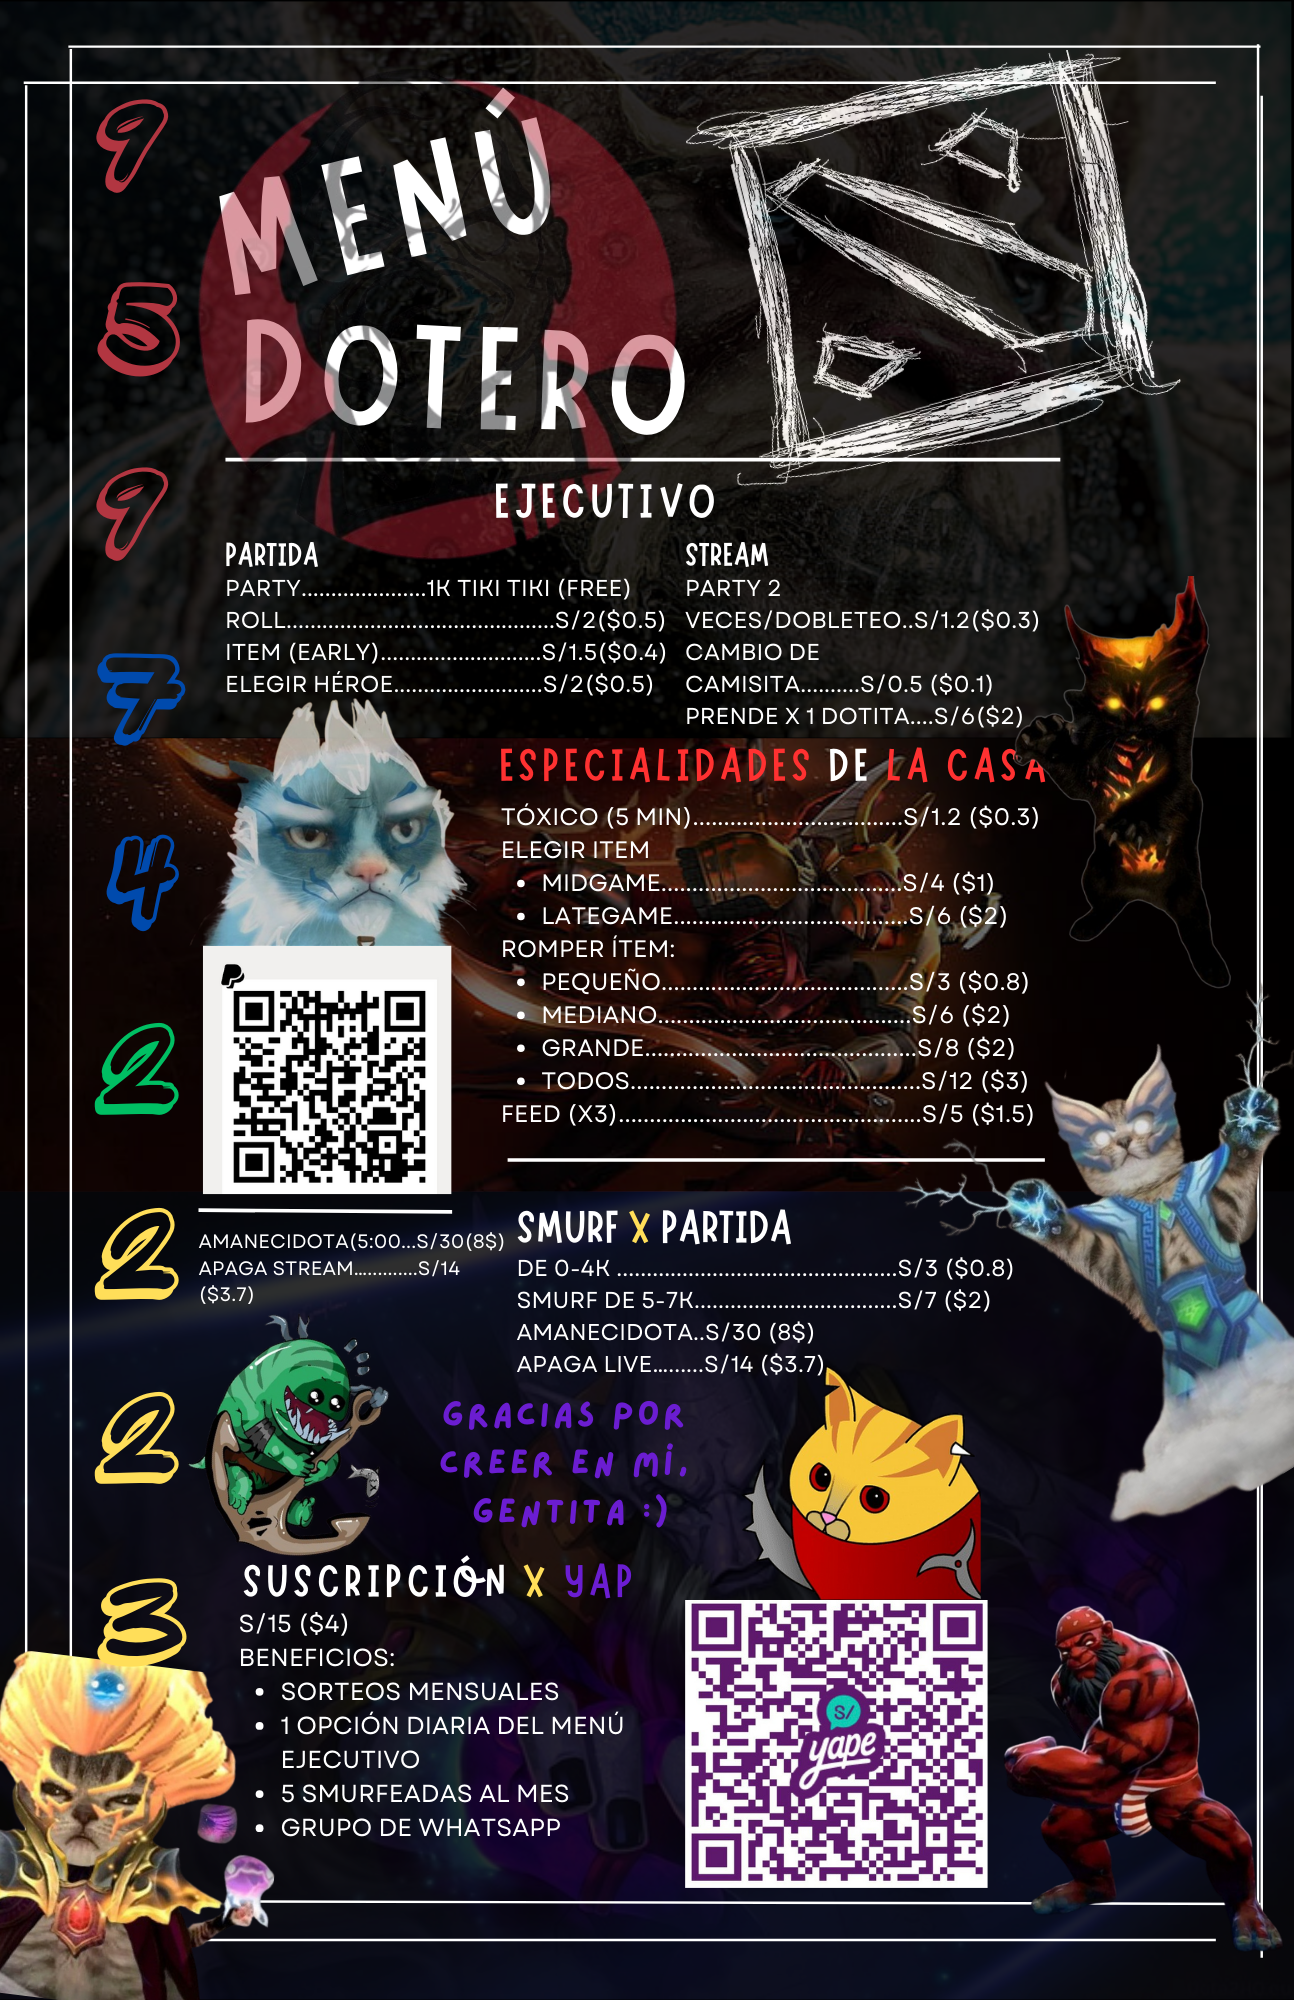 MENÚ
DOTERO
9
5
9
7
4
2
2
2
3
EJECUTIVO
PARTIDA
PARTY.....................1K TIKI TIKI (FREE)
ROLL.............................................S/2($0.5)
ITEM (EARLY)...........................S/1.5($0.4)
ELEGIR HÉROE.........................S/2($0.5)
STREAM
PARTY 2
VECES/DOBLETEO..S/1.2($0.3)
CAMBIO DE
CAMISITA..........S/0.5 ($0.1)
PRENDE X 1 DOTITA....S/6($2)
ESPECIALIDADES DE LA CASA
TÓXICO (5 MIN)...................................S/1.2 ($0.3)
ELEGIR ITEM
• MIDGAME........................................S/4 ($1)
• LATEGAME.......................................S/6 ($2)
ROMPER ÍTEM:
• PEQUEÑO.........................................S/3 ($0.8)
• MEDIANO..........................................S/6 ($2)
• GRANDE.............................................S/8 ($2)
• TODOS................................................S/12 ($3)
FEED (X3)..................................................S/5 ($1.5)
AMANECIDOTA(5:00...S/30(8$)
APAGA STREAM............S/14
($3.7)
SMURF X PARTIDA
DE 0-4K ..............................................S/3 ($0.8)
SMURF DE 5-7K.................................S/7 ($2)
AMANECIDOTA..S/30 (8$)
APAGA LIVE.........S/14 ($3.7)
GRACIAS POR
CREER EN MÍ,
GENTITA :)
SUSCRIPCIÓN X YAP
S/15 ($4)
BENEFICIOS:
• SORTEOS MENSUALES
• 1 OPCIÓN DIARIA DEL MENÚ
EJECUTIVO
• 5 SMURFEADAS AL MES
• GRUPO DE WHATSAPP
S/
yape